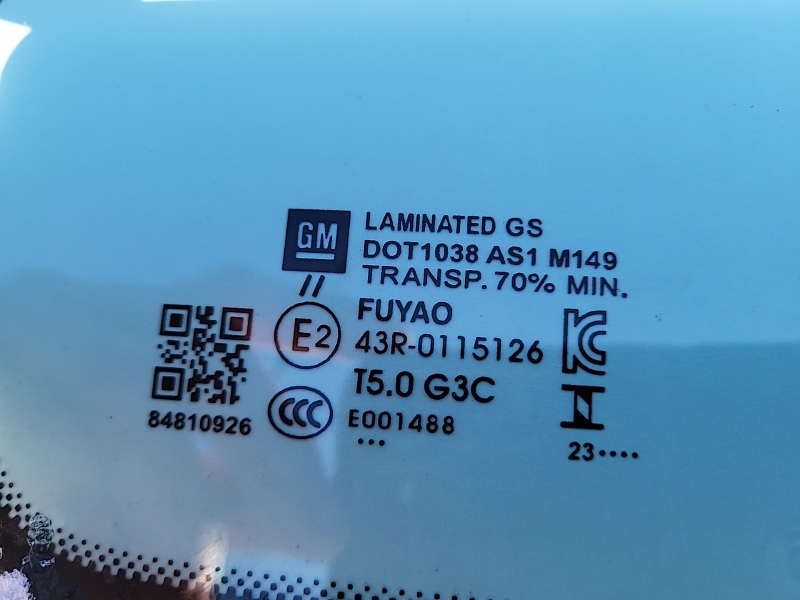 GM
LAMINATED GS
DOT1038 AS1 M149
TRANSP. 70% MIN.
//
FUYAO
E2
43R-0115126
KC
T5.0 G3C
84810926
CCC
E001488
I
...
23....